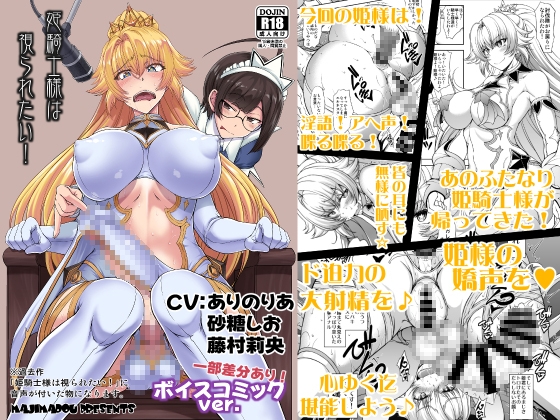 DOJIN
R18
成人向け
姫騎士様は
視られたい！
CV:ありのりあ
砂糖しお
藤村莉央
一部差分あり！
ボイスコミック
ver.
※過去作
「姫騎士様は視られたい！」に
音声が付いた物になります。
MAJIMADOU PRESENTS
今回の姫様は！
淫語！アヘ声！
喋る喋る！
皆の耳にも
無様に晒す☆
あのふたなり
姫騎士様が
帰ってきた！
姫様の
嬌声を♥
ド迫力の
大射精を♪
心ゆく迄
堪能しよう♪